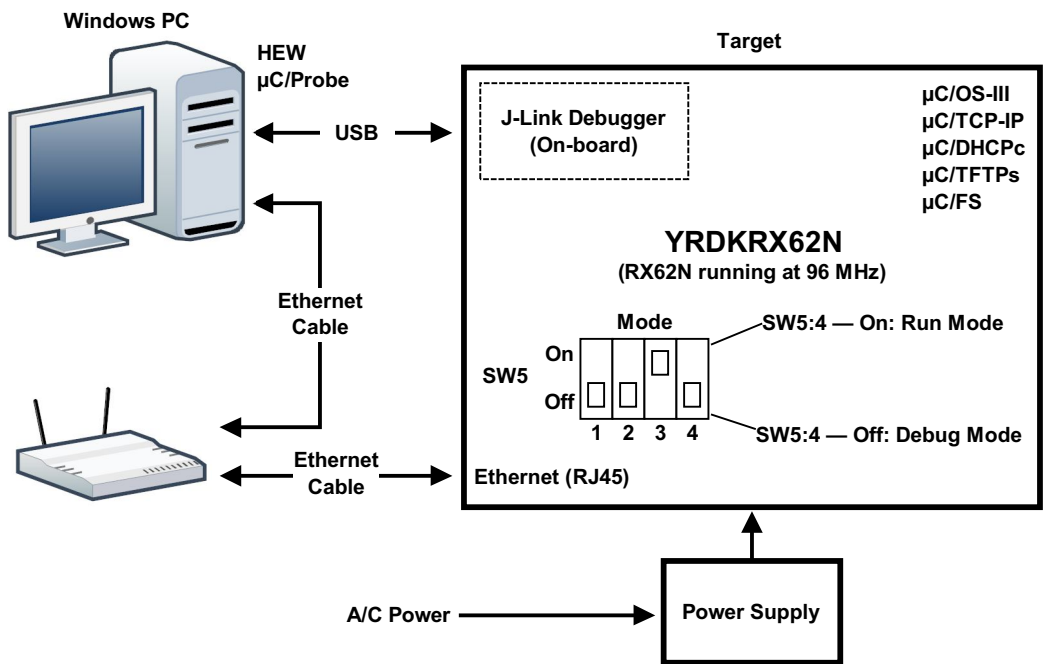 Windows PC
HEW
µC/Probe
USB
Ethernet
Cable
Ethernet
Cable
Target
J-Link Debugger
(On-board)
µC/OS-III
µC/TCP-IP
µC/DHCPc
µC/TFTPs
µC/FS
YRDKRX62N
(RX62N running at 96 MHz)
Mode
SW5:4 — On: Run Mode
On
SW5
Off
1 2 3 4
SW5:4 — Off: Debug Mode
Ethernet (RJ45)
A/C Power
Power Supply